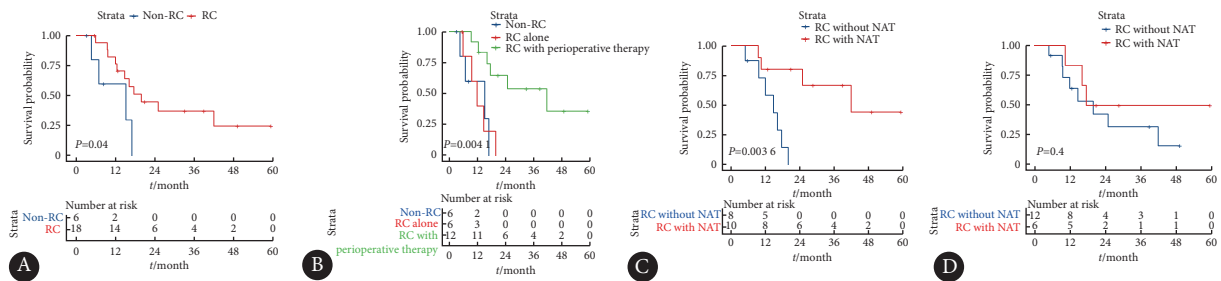 Strata
Non-RC RC
1.00
0.75
0.50
0.25
0
Survival probability
P=0.04
0 12 24 36 48 60
t/month
Number at risk
Strata
Non-RC 6 2 0 0 0 0
RC 18 14 6 4 2 0
0 12 24 36 48 60
t/month
A
Strata
Non-RC
RC alone
RC with perioperative therapy
1.00
0.75
0.50
0.25
0
Survival probability
P=0.004 1
0 12 24 36 48 60
t/month
Number at risk
Strata
Non-RC 6 2 0 0 0 0
RC alone 6 3 0 0 0 0
RC with 12 11 6 4 2 0
perioperative therapy
0 12 24 36 48 60
t/month
B
Strata
RC without NAT
RC with NAT
1.00
0.75
0.50
0.25
0
Survival probability
P=0.003 6
0 12 24 36 48 60
t/month
Number at risk
Strata
RC without NAT 8 5 0 0 0 0
RC with NAT 10 8 6 4 2 0
0 12 24 36 48 60
t/month
C
Strata
RC without NAT
RC with NAT
1.00
0.75
0.50
0.25
0
Survival probability
P=0.4
0 12 24 36 48 60
t/month
Number at risk
Strata
RC without NAT 12 8 4 3 1 0
RC with NAT 6 5 2 1 1 0
0 12 24 36 48 60
t/month
D